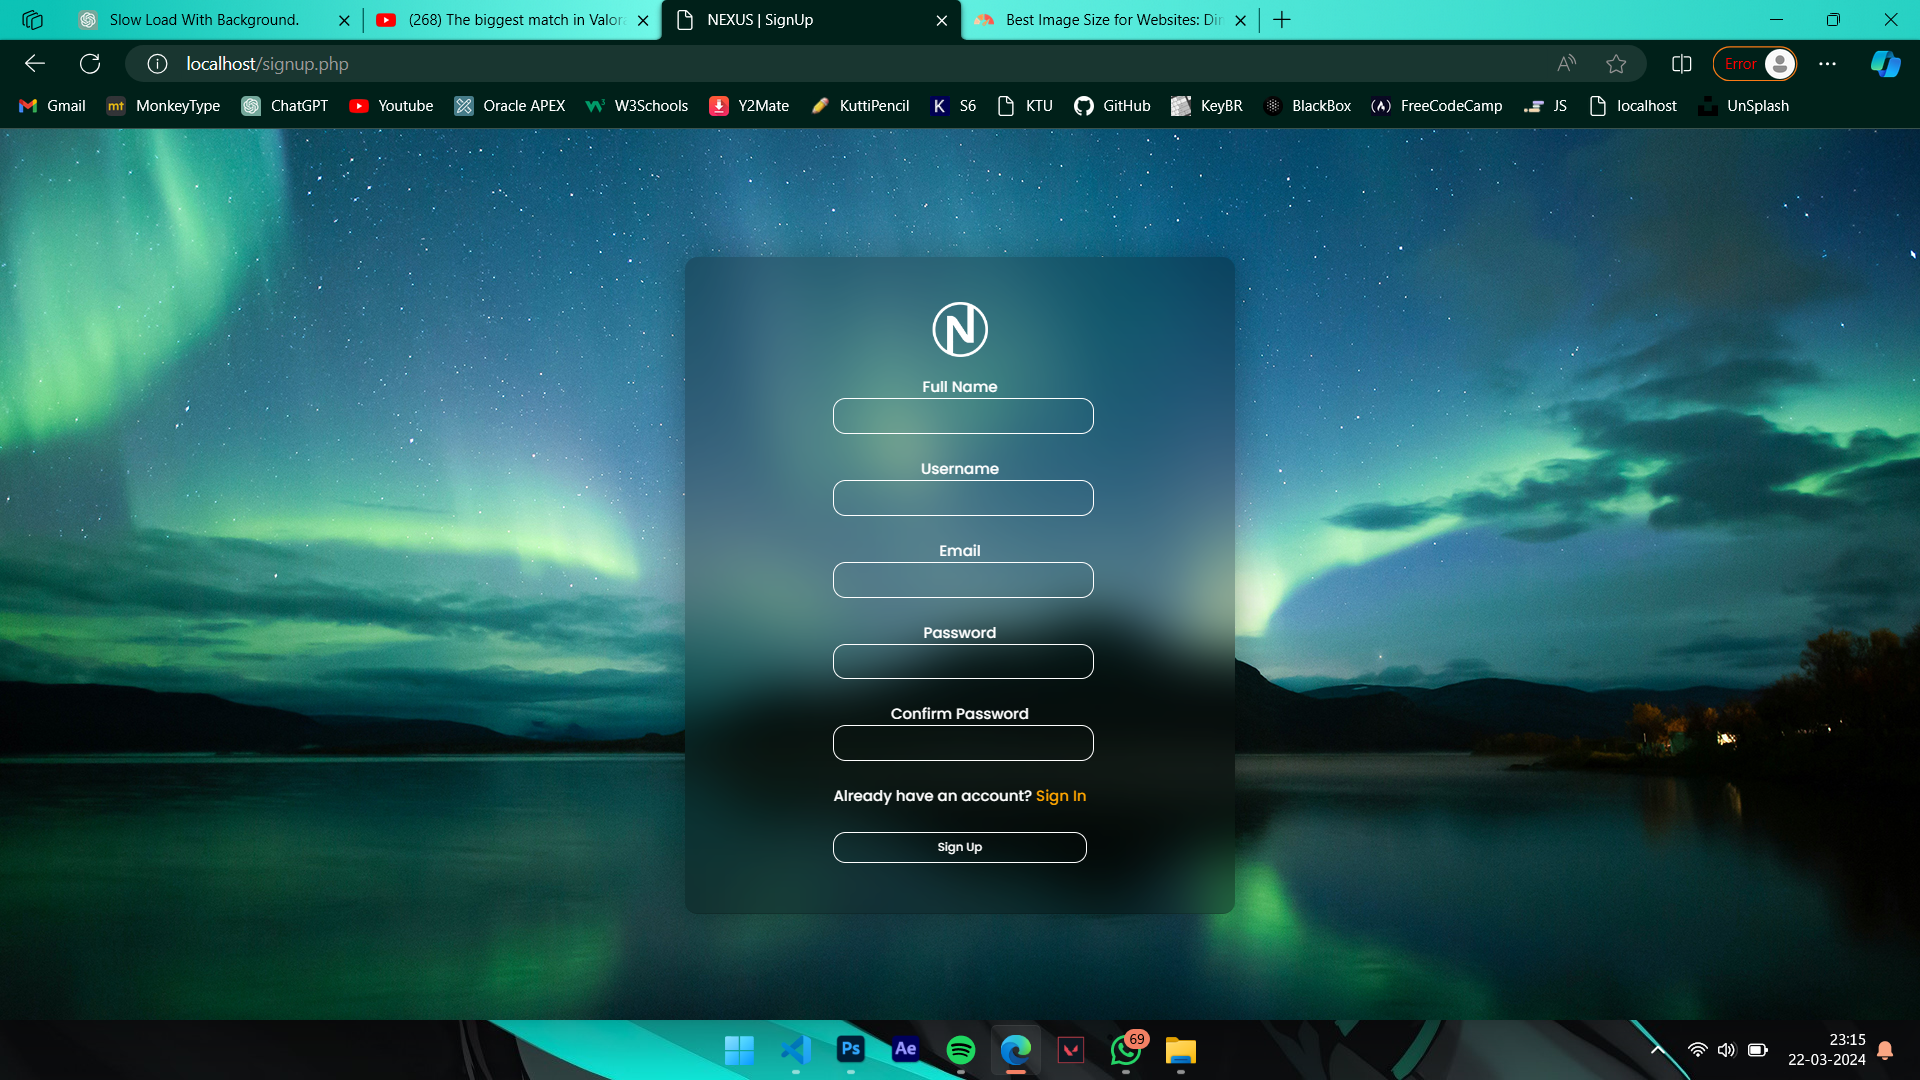 Slow Load With Background.
(268) The biggest match in Valora
NEXUS | SignUp
Best Image Size for Websites: Din
localhost/signup.php
Error
Gmail
mt MonkeyType
ChatGPT
Youtube
Oracle APEX
W3Schools
Y2Mate
KuttiPencil
K S6
KTU
GitHub
KeyBR
BlackBox
FreeCodeCamp
JS
localhost
UnSplash
N
Full Name
Username
Email
Password
Confirm Password
Already have an account? Sign In
Sign Up
Ps
Ae
69
23:15
22-03-2024